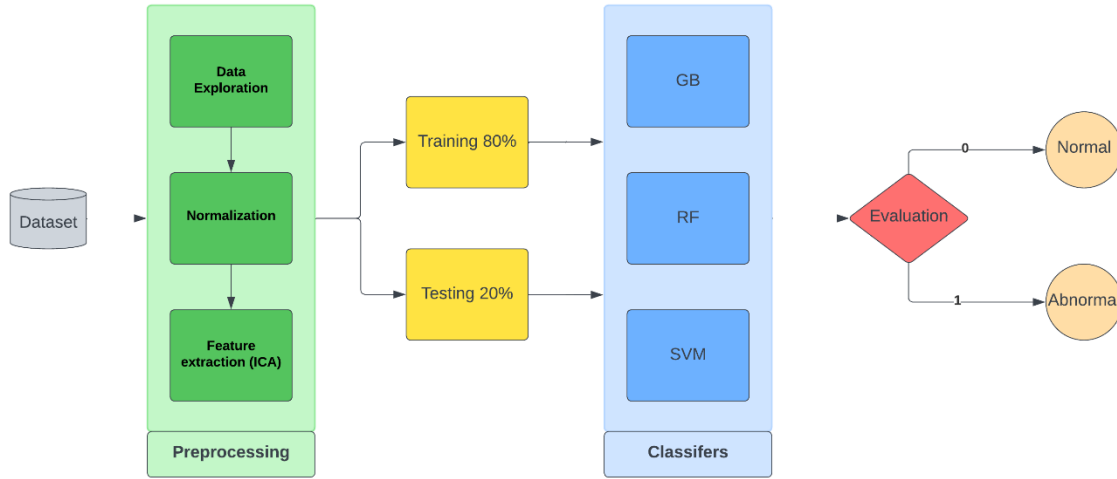 Dataset
Data
Exploration
Normalization
Feature
extraction (ICA)
Preprocessing
Training 80%
Testing 20%
GB
RF
SVM
Classifers
Evaluation
0
1
Normal
Abnormal